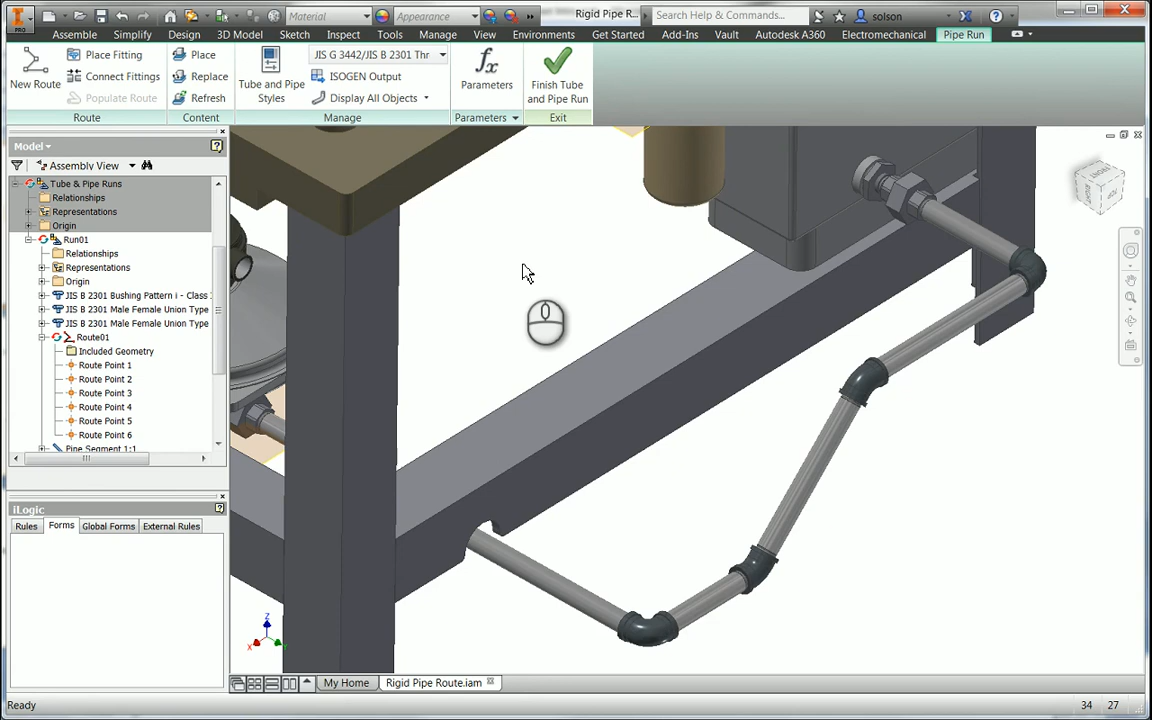 Material
Appearance
Rigid Pipe R...
Search Help & Commands...
solson
PRO
Assemble Simplify Design 3D Model Sketch Inspect Tools Manage View Environments Get Started Add-Ins Vault Autodesk A360 Electromechanical Pipe Run
New Route
Place Fitting
Connect Fittings
Populate Route
Route
Place
Replace
Refresh
Content
Tube and Pipe Styles
JIS G 3442/JIS B 2301 Thr
ISOGEN Output
Display All Objects
Manage
Parameters
Parameters
Finish Tube and Pipe Run
Exit
Model
Assembly View
Tube & Pipe Runs
Relationships
Representations
Origin
Run01
Relationships
Representations
Origin
JIS B 2301 Bushing Pattern i - Class
JIS B 2301 Male Female Union Type
JIS B 2301 Male Female Union Type
Route01
Included Geometry
Route Point 1
Route Point 2
Route Point 3
Route Point 4
Route Point 5
Route Point 6
Pipe Segment 1:1
iLogic
Rules Forms Global Forms External Rules
Z
X
My Home
Rigid Pipe Route.iam
Ready
34 27